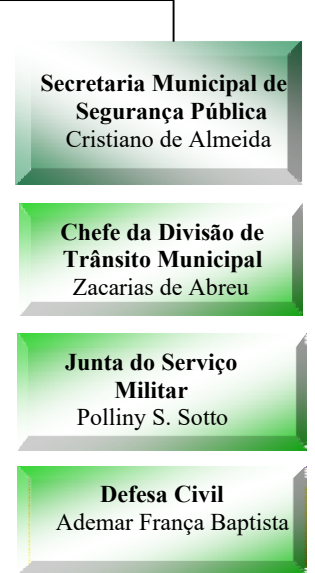 Secretaria Municipal de
Segurança Pública
Cristiano de Almeida
Chefe da Divisão de
Trânsito Municipal
Zacarias de Abreu
Junta do Serviço
Militar
Polliny S. Sotto
Defesa Civil
Ademar França Baptista